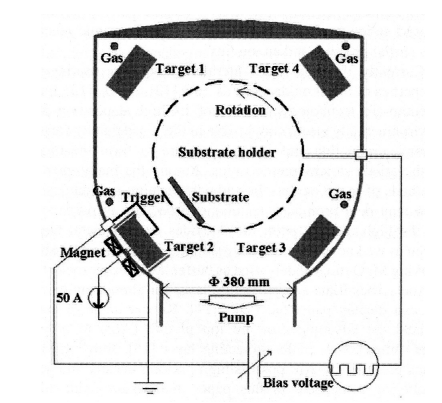 Gas
Gas
Target 1
Target 4
Rotation
Substrate holder
Gas
Trigger
Substrate
Gas
Magnet
Target 2
Target 3
50 A
Φ 380 mm
Pump
Bias voltage